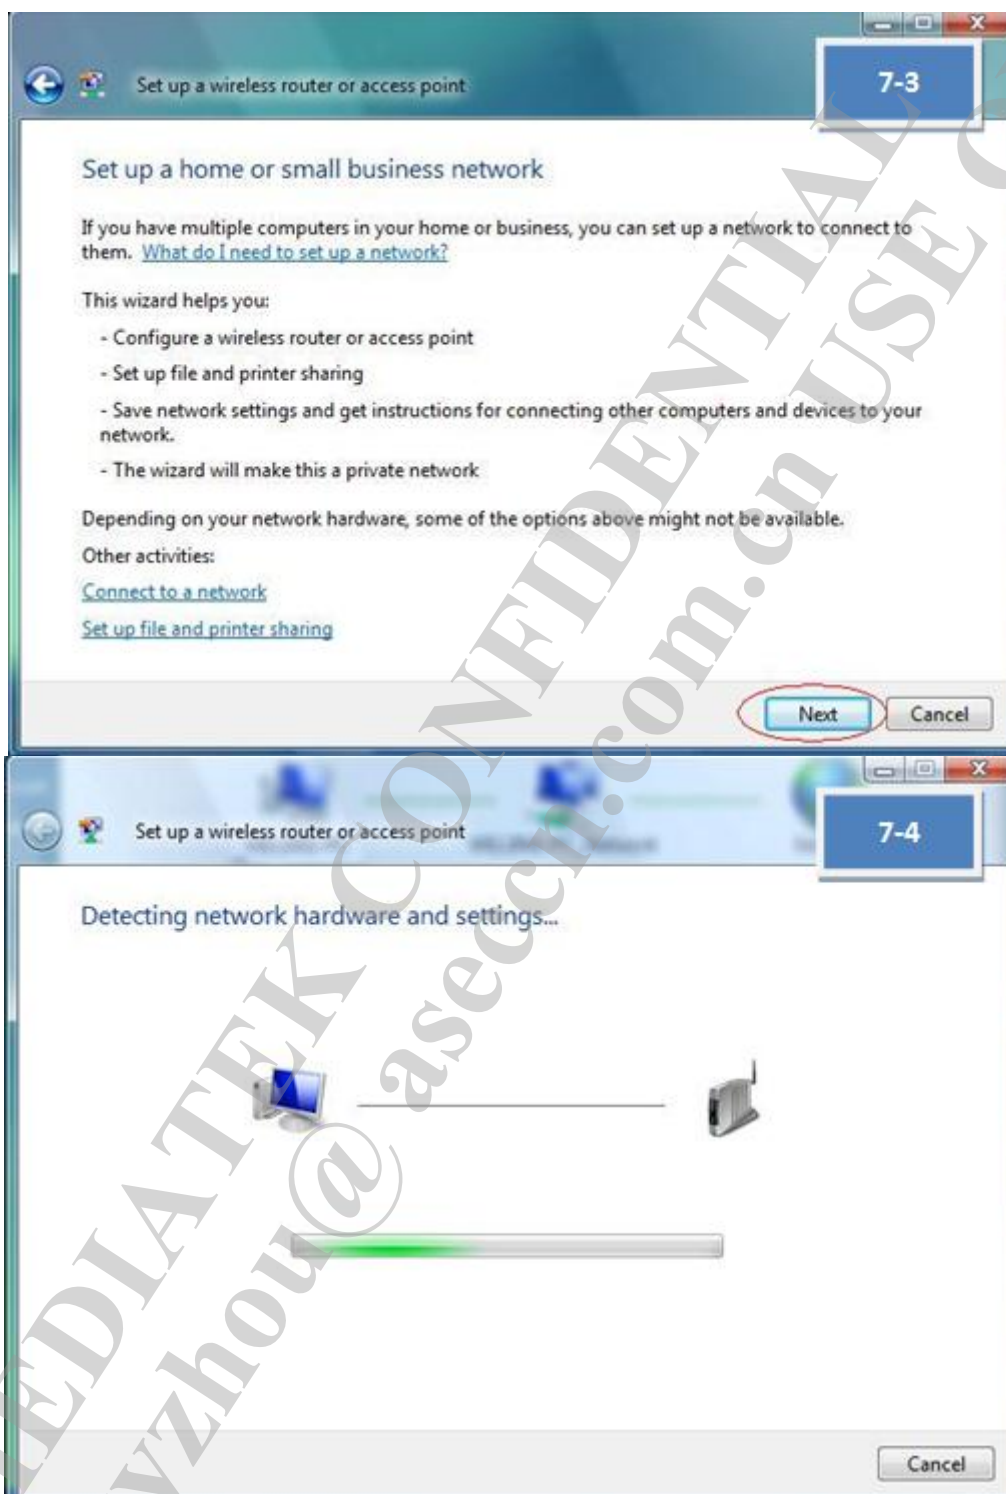 Set up a wireless router or access point
7-3
Set up a home or small business network
If you have multiple computers in your home or business, you can set up a network to connect to
them. What do I need to set up a network?
This wizard helps you:
- Configure a wireless router or access point
- Set up file and printer sharing
- Save network settings and get instructions for connecting other computers and devices to your
network.
- The wizard will make this a private network
Depending on your network hardware, some of the options above might not be available.
Other activities:
Connect to a network
Set up file and printer sharing
Next
Cancel
Set up a wireless router or access point
7-4
Detecting network hardware and settings...
Cancel
EDIATEK CONFIDENTIAL
yzhou@asecn.com.cn USE